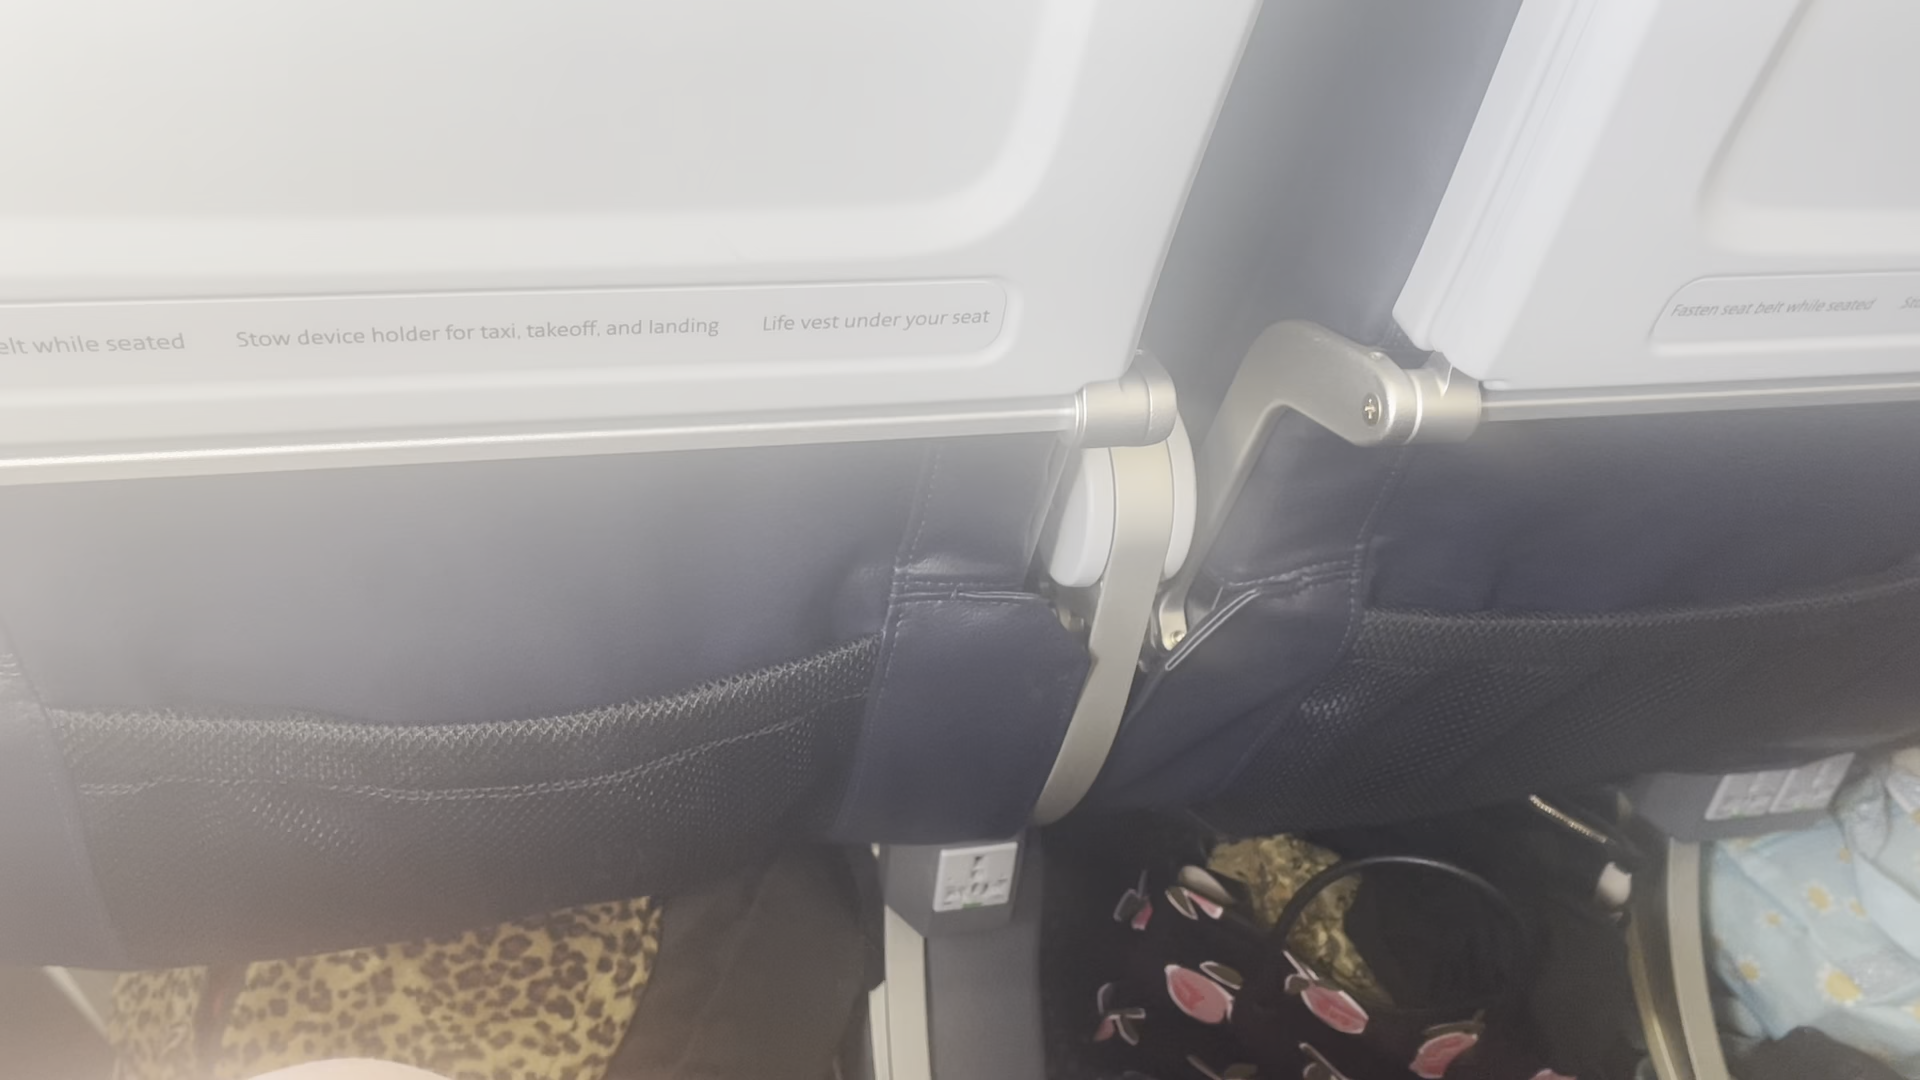 elt while seated Stow device holder for taxi, takeoff, and landing Life vest under your seat
Fasten seat belt while seated